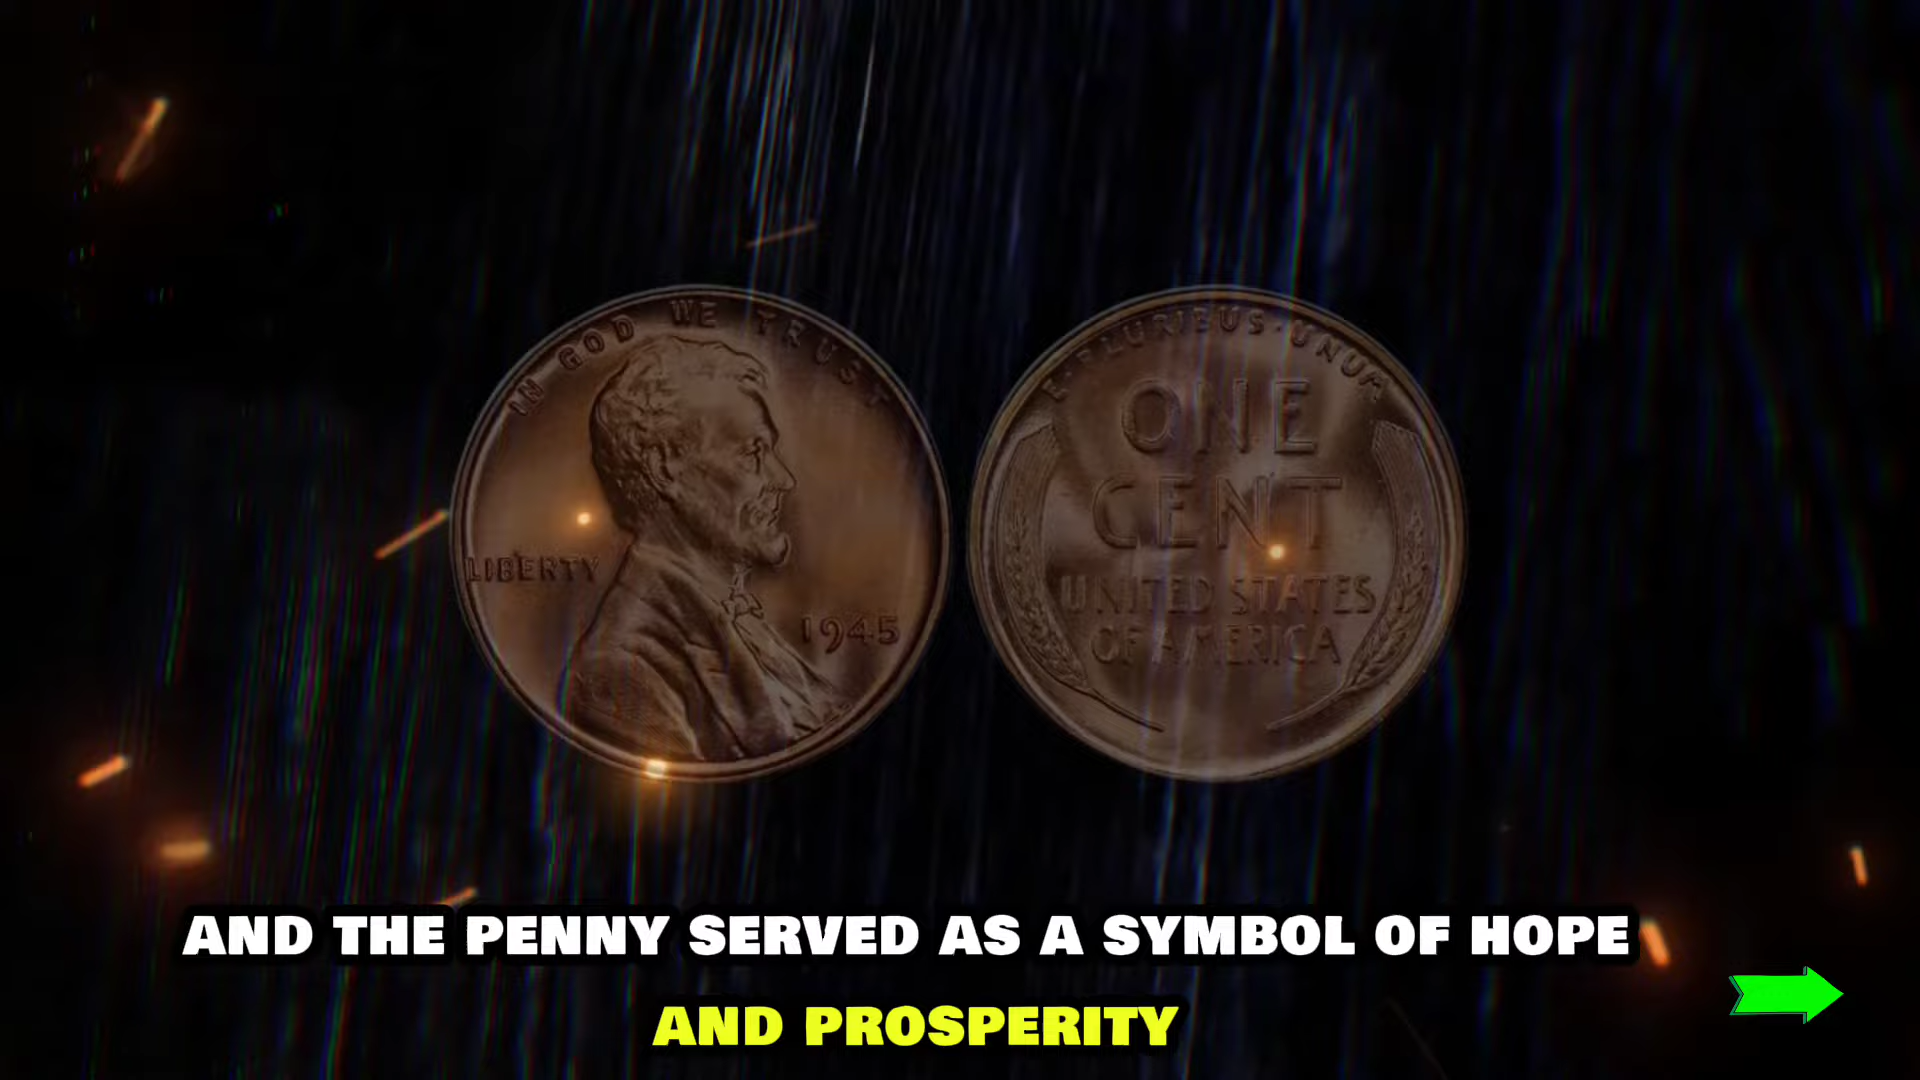 IN GOD WE TRUST
LIBERTY
1945
E·PLURIBUS·UNUM
ONE
CENT
UNITED STATES
OF AMERICA
AND THE PENNY SERVED AS A SYMBOL OF HOPE
AND PROSPERITY